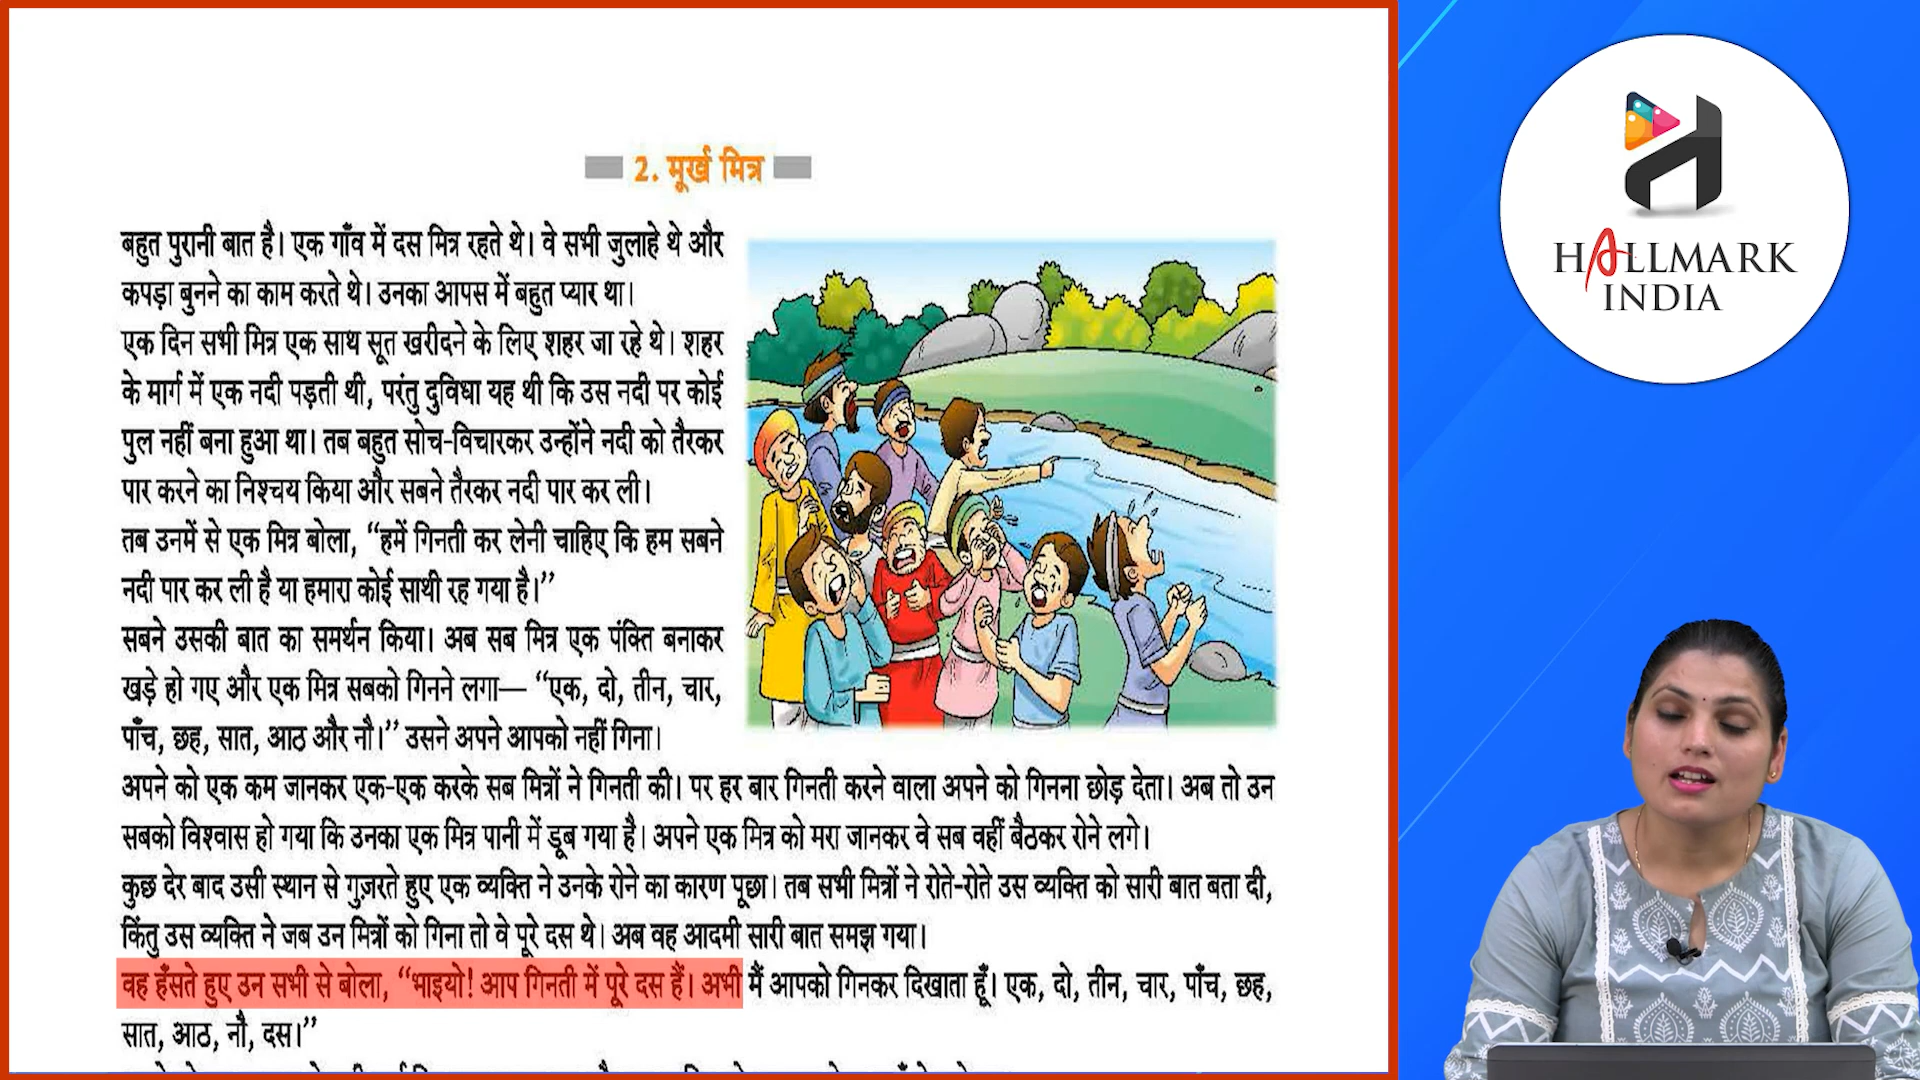 2. मूर्ख मित्र
बहुत पुरानी बात है। एक गाँव में दस मित्र रहते थे। वे सभी जुलाहे थे और
कपड़ा बुनने का काम करते थे। उनका आपस में बहुत प्यार था।
एक दिन सभी मित्र एक साथ सूत खरीदने के लिए शहर जा रहे थे। शहर
के मार्ग में एक नदी पड़ती थी, परंतु दुविधा यह थी कि उस नदी पर कोई
पुल नहीं बना हुआ था। तब बहुत सोच-विचारकर उन्होंने नदी को तैरकर
पार करने का निश्चय किया और सबने तैरकर नदी पार कर ली।
तब उनमें से एक मित्र बोला, “हमें गिनती कर लेनी चाहिए कि हम सबने
नदी पार कर ली है या हमारा कोई साथी रह गया है।”
सबने उसकी बात का समर्थन किया। अब सब मित्र एक पंक्ति बनाकर
खड़े हो गए और एक मित्र सबको गिनने लगा— “एक, दो, तीन, चार,
पाँच, छह, सात, आठ और नौ।” उसने अपने आपको नहीं गिना।
अपने को एक कम जानकर एक-एक करके सब मित्रों ने गिनती की। पर हर बार गिनती करने वाला अपने को गिनना छोड़ देता। अब तो उन
सबको विश्वास हो गया कि उनका एक मित्र पानी में डूब गया है। अपने एक मित्र को मरा जानकर वे सब वहीं बैठकर रोने लगे।
कुछ देर बाद उसी स्थान से गुज़रते हुए एक व्यक्ति ने उनके रोने का कारण पूछा। तब सभी मित्रों ने रोते-रोते उस व्यक्ति को सारी बात बता दी,
किंतु उस व्यक्ति ने जब उन मित्रों को गिना तो वे पूरे दस थे। अब वह आदमी सारी बात समझ गया।
वह हँसते हुए उन सभी से बोला, “भाइयो! आप गिनती में पूरे दस हैं। अभी मैं आपको गिनकर दिखाता हूँ। एक, दो, तीन, चार, पाँच, छह,
सात, आठ, नौ, दस।”
HALLMARK
INDIA